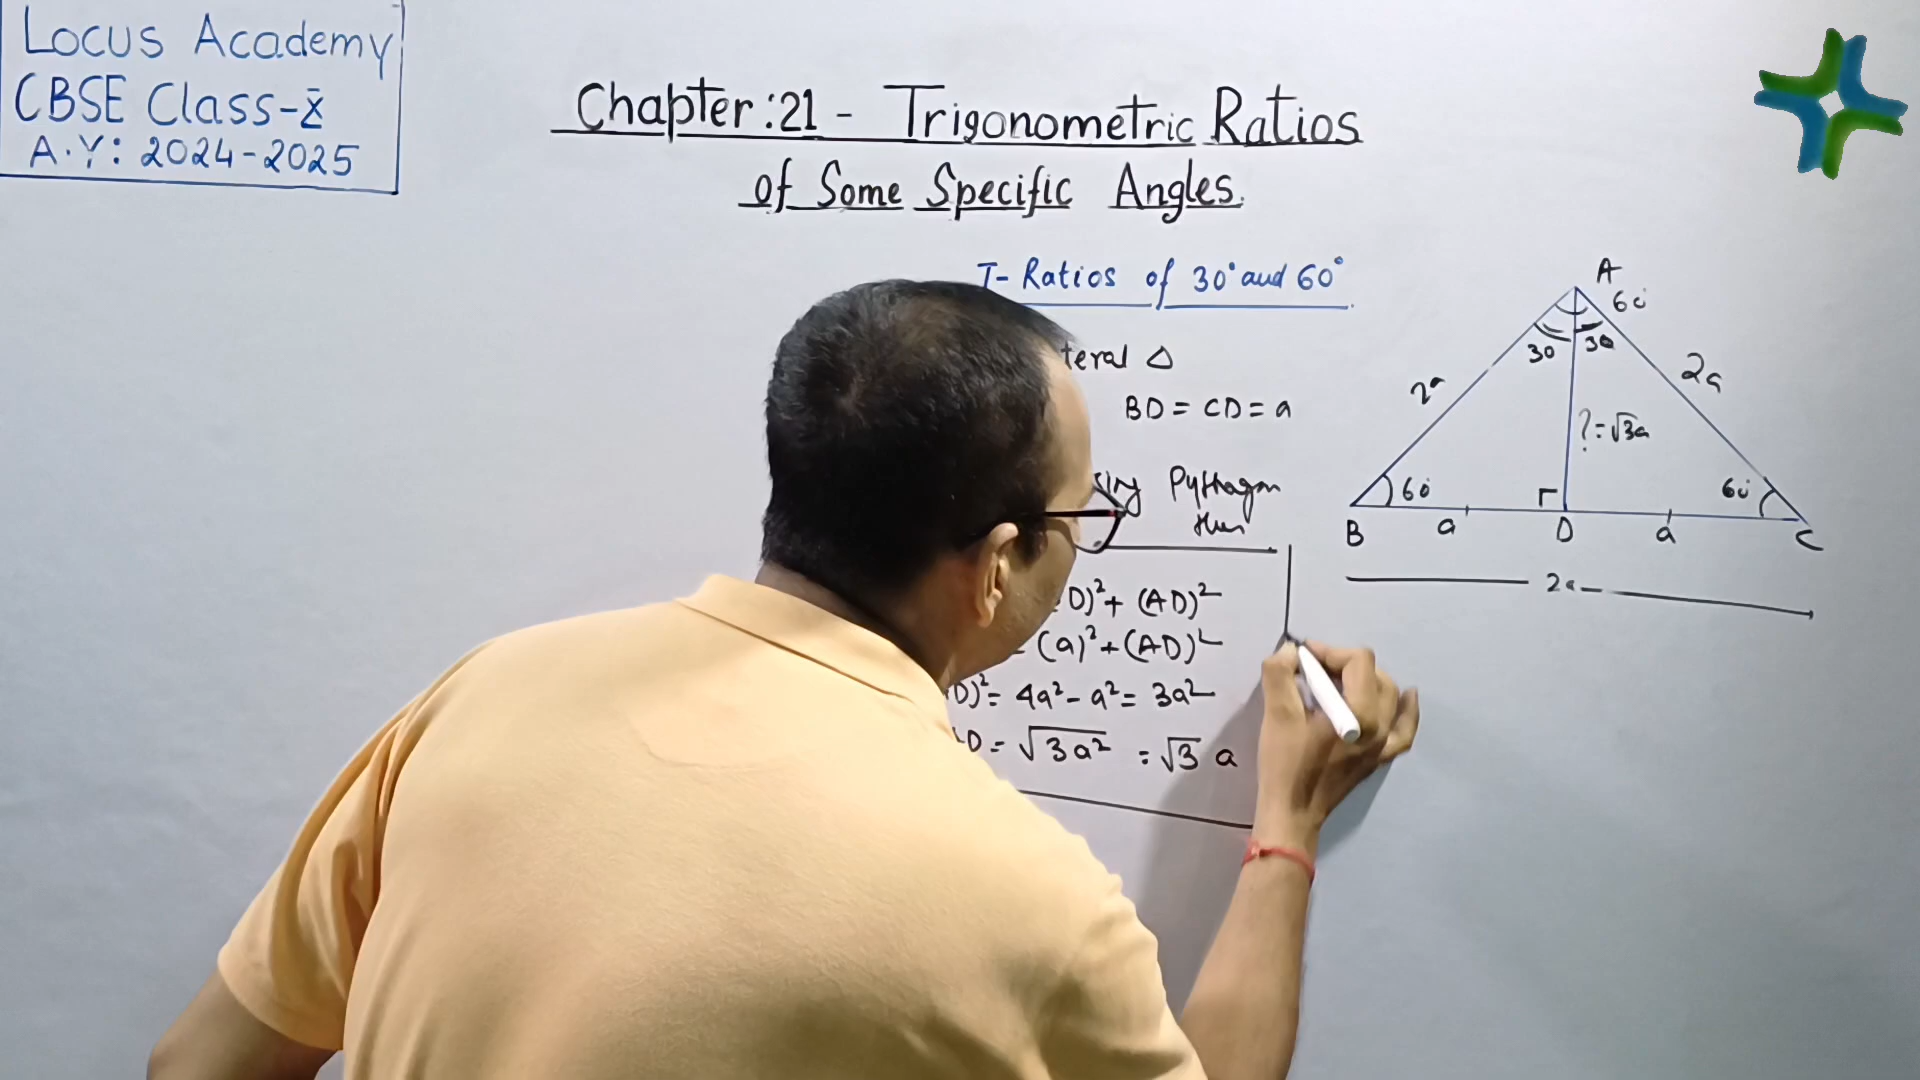 Locus Academy
CBSE Class-X
A.Y: 2024-2025
Chapter:21 - Trigonometric Ratios
of Some Specific Angles.
T-Ratios of 30° and 60°
teral △
BD = CD = a
sing Pythagon
D)² + (AD)²
= (a)² + (AD)²
D)² = 4a² - a² = 3a²
D = √3a² = √3 a
A
60°
30 30
2a 2a
? = √3a
60° 60°
B a D a C
2a